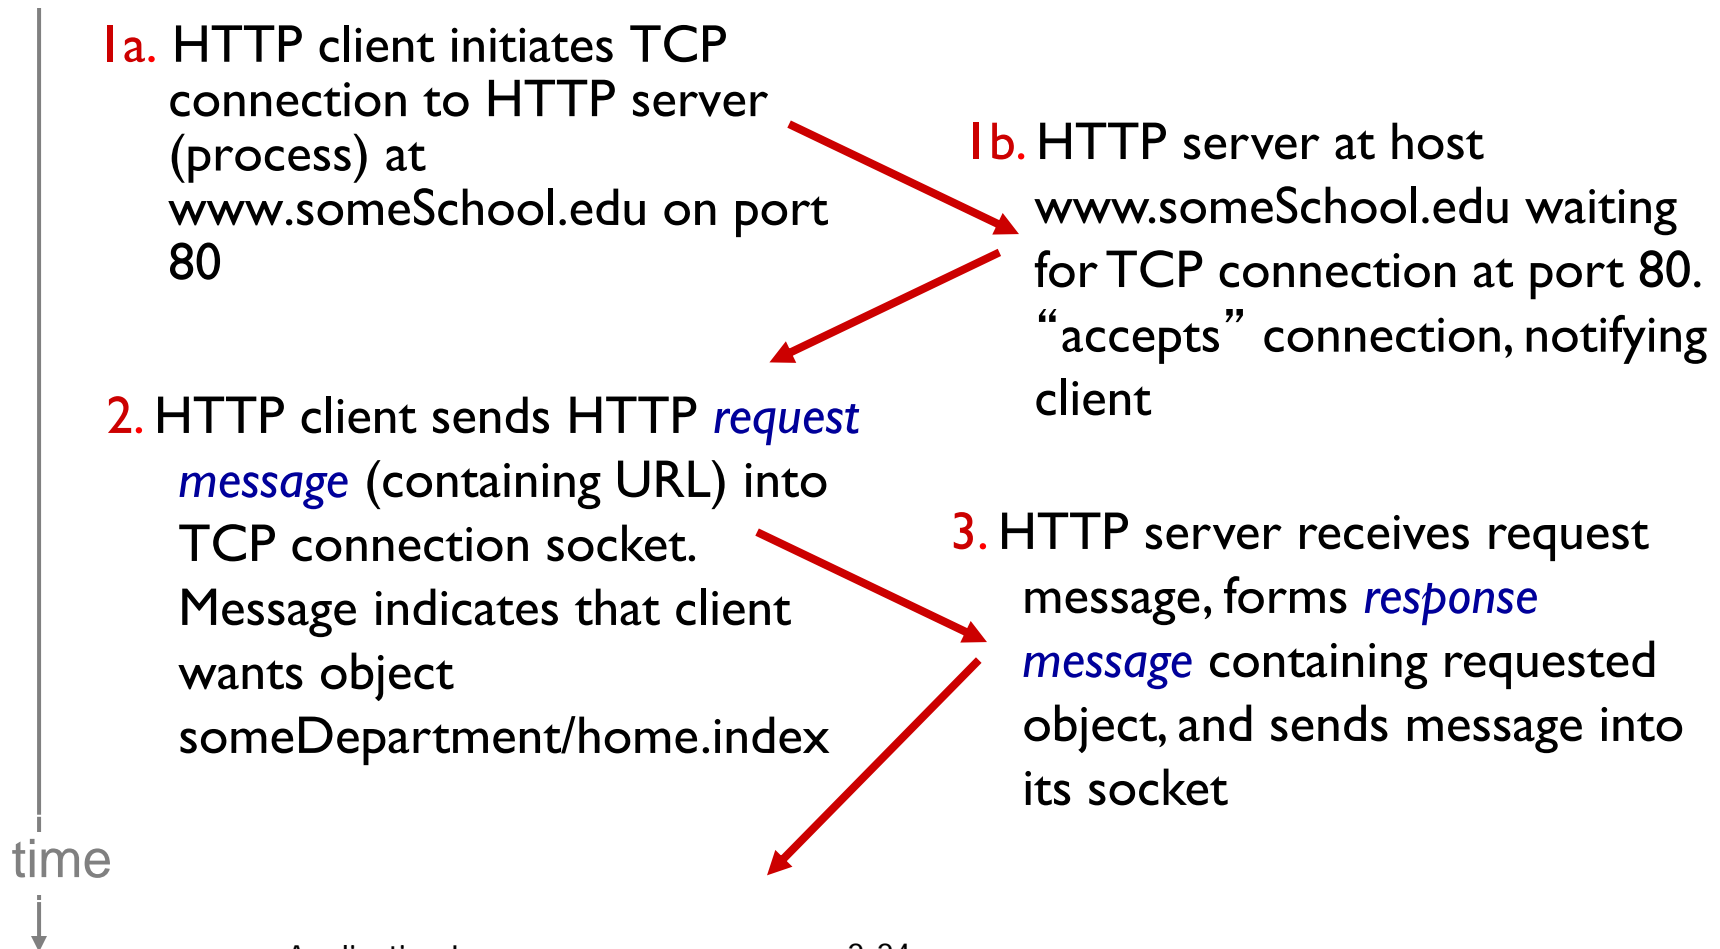 1a. HTTP client initiates TCP
connection to HTTP server
(process) at
www.someSchool.edu on port
80
1b. HTTP server at host
www.someSchool.edu waiting
for TCP connection at port 80.
“accepts” connection, notifying
client
2. HTTP client sends HTTP request
message (containing URL) into
TCP connection socket.
Message indicates that client
wants object
someDepartment/home.index
3. HTTP server receives request
message, forms response
message containing requested
object, and sends message into
its socket
time